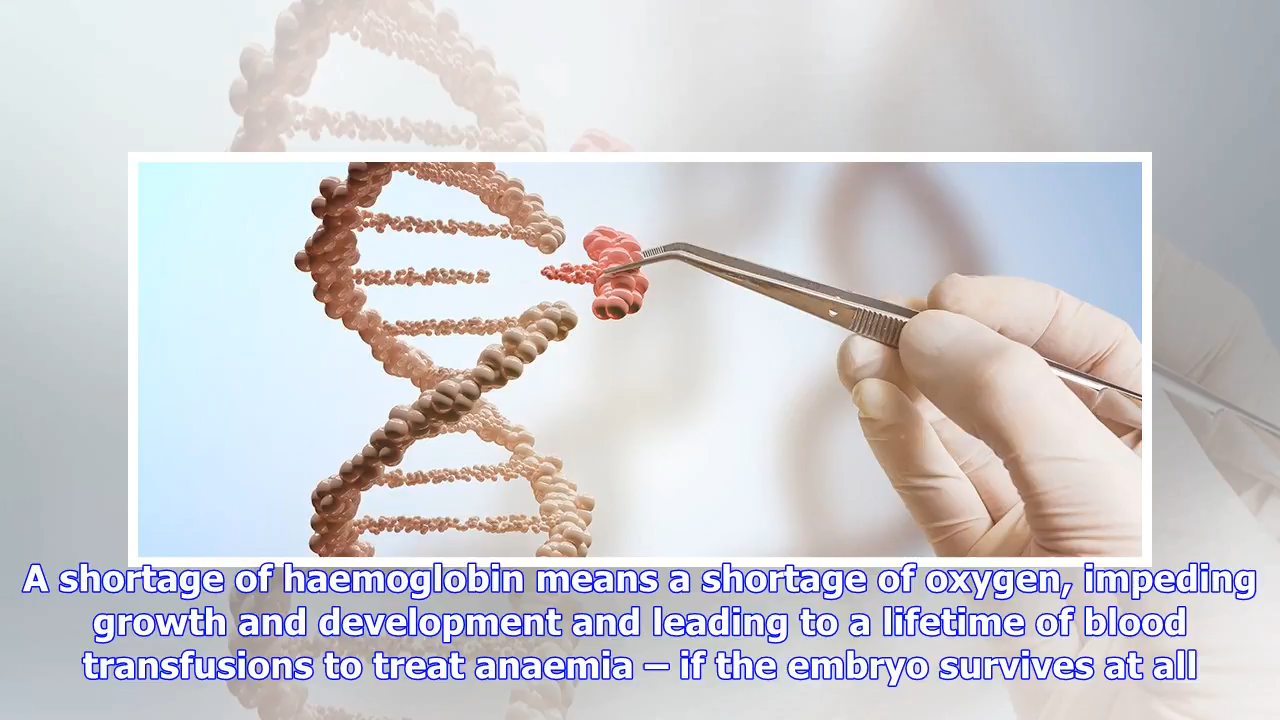 A shortage of haemoglobin means a shortage of oxygen, impeding
growth and development and leading to a lifetime of blood
transfusions to treat anaemia – if the embryo survives at all